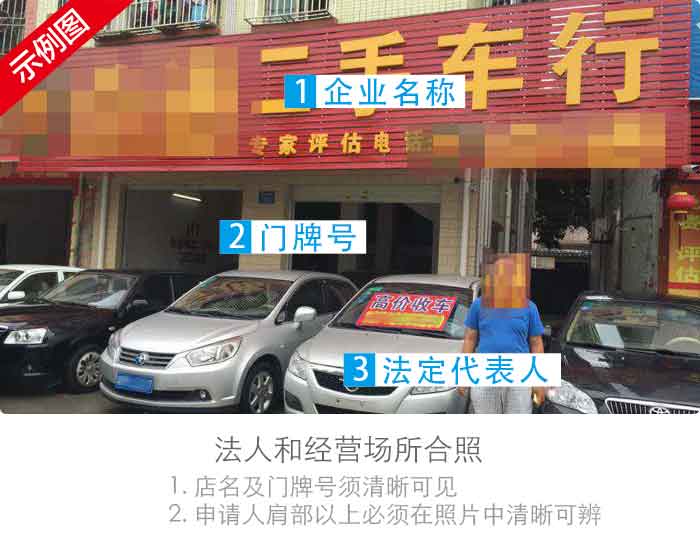 示例图
二手车行
1 企业名称
专家评估电话:
2 门牌号
高价收车
3 法定代表人
法人和经营场所合照
1. 店名及门牌号须清晰可见
2. 申请人肩部以上必须在照片中清晰可辨